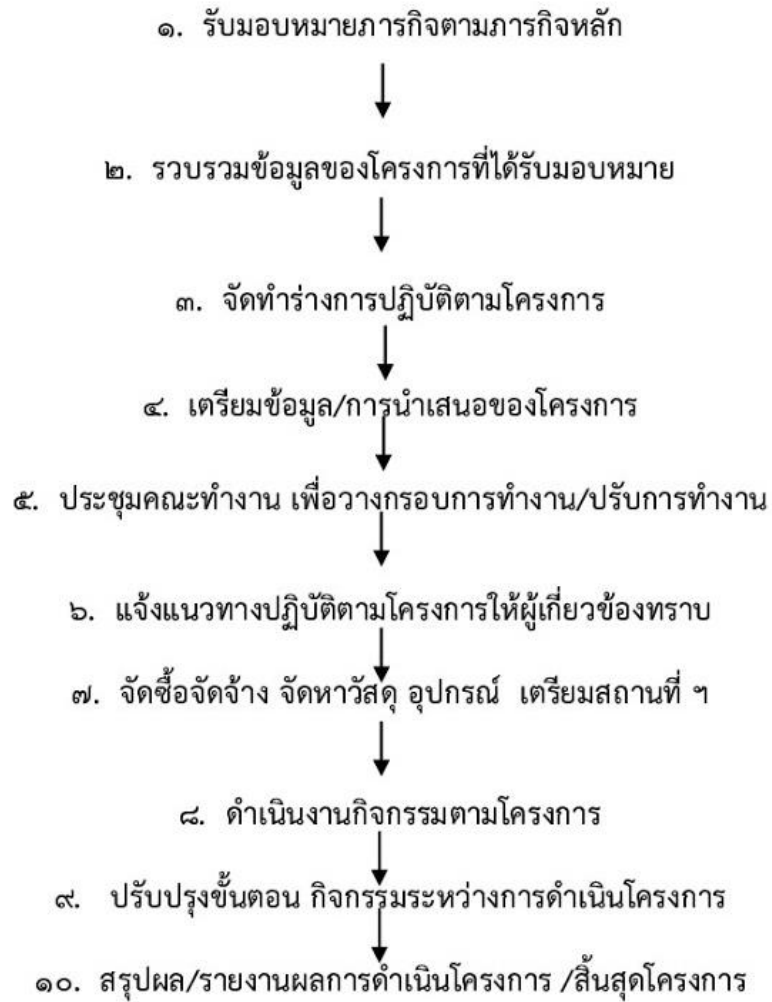 ๑. รับมอบหมายภารกิจตามภารกิจหลัก
๒. รวบรวมข้อมูลของโครงการที่ได้รับมอบหมาย
๓. จัดทำร่างการปฏิบัติตามโครงการ
๔. เตรียมข้อมูล/การนำเสนอของโครงการ
๕. ประชุมคณะทำงาน เพื่อวางกรอบการทำงาน/ปรับการทำงาน
๖. แจ้งแนวทางปฏิบัติตามโครงการให้ผู้เกี่ยวข้องทราบ
๗. จัดซื้อจัดจ้าง จัดหาวัสดุ อุปกรณ์ เตรียมสถานที่ ฯ
๘. ดำเนินงานกิจกรรมตามโครงการ
๙. ปรับปรุงขั้นตอน กิจกรรมระหว่างการดำเนินโครงการ
๑๐. สรุปผล/รายงานผลการดำเนินโครงการ /สิ้นสุดโครงการ